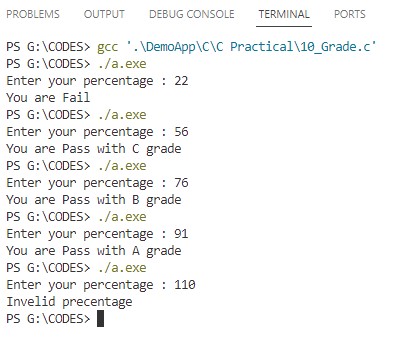 PROBLEMS OUTPUT DEBUG CONSOLE TERMINAL PORTS
PS G:\CODES> gcc '.\DemoApp\C\C Practical\10_Grade.c'
PS G:\CODES> ./a.exe
Enter your percentage : 22
You are Fail
PS G:\CODES> ./a.exe
Enter your percentage : 56
You are Pass with C grade
PS G:\CODES> ./a.exe
Enter your percentage : 76
You are Pass with B grade
PS G:\CODES> ./a.exe
Enter your percentage : 91
You are Pass with A grade
PS G:\CODES> ./a.exe
Enter your percentage : 110
Invelid precentage
PS G:\CODES>